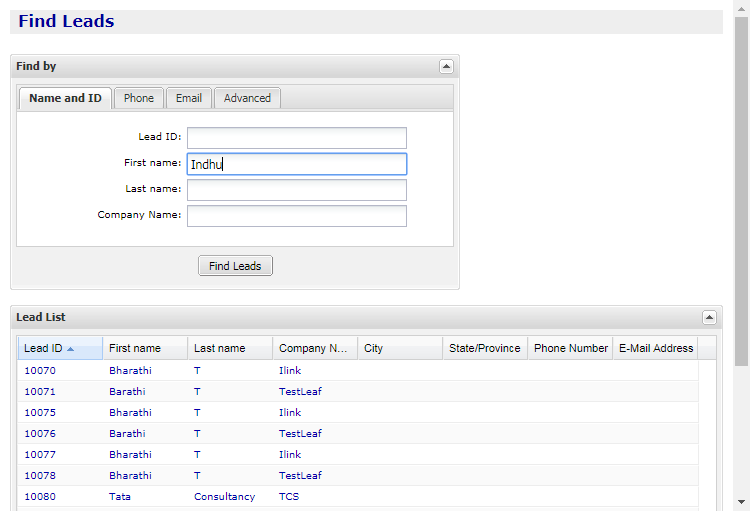 Find Leads
Find by
Name and ID Phone Email Advanced
Lead ID:
First name: Indhu
Last name:
Company Name:
Find Leads
Lead List
Lead ID First name Last name Company N... City State/Province Phone Number E-Mail Address
10070 Bharathi T Ilink
10071 Barathi T TestLeaf
10075 Bharathi T Ilink
10076 Barathi T TestLeaf
10077 Bharathi T Ilink
10078 Bharathi T TestLeaf
10080 Tata Consultancy TCS